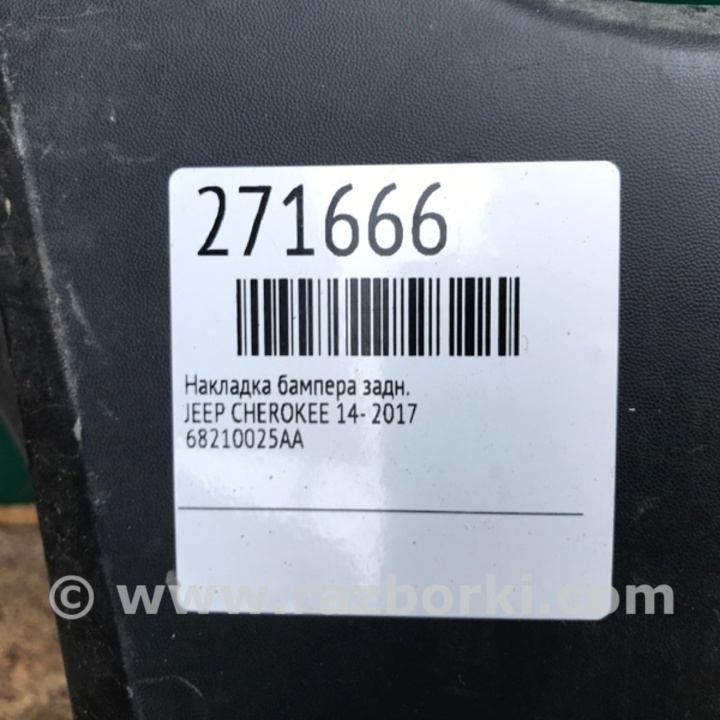 271666
Накладка бампера задн.
JEEP CHEROKEE 14- 2017
68210025AA
© www.razborki.com